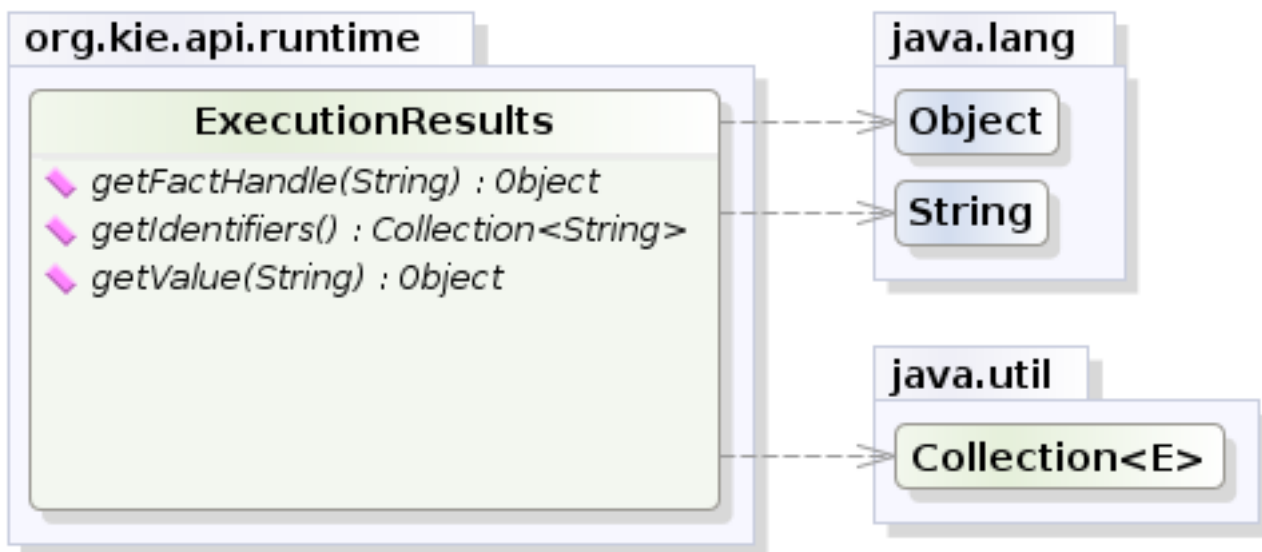 org.kie.api.runtime
ExecutionResults
getFactHandle(String) : Object
getIdentifiers() : Collection<String>
getValue(String) : Object
java.lang
Object
String
java.util
Collection<E>